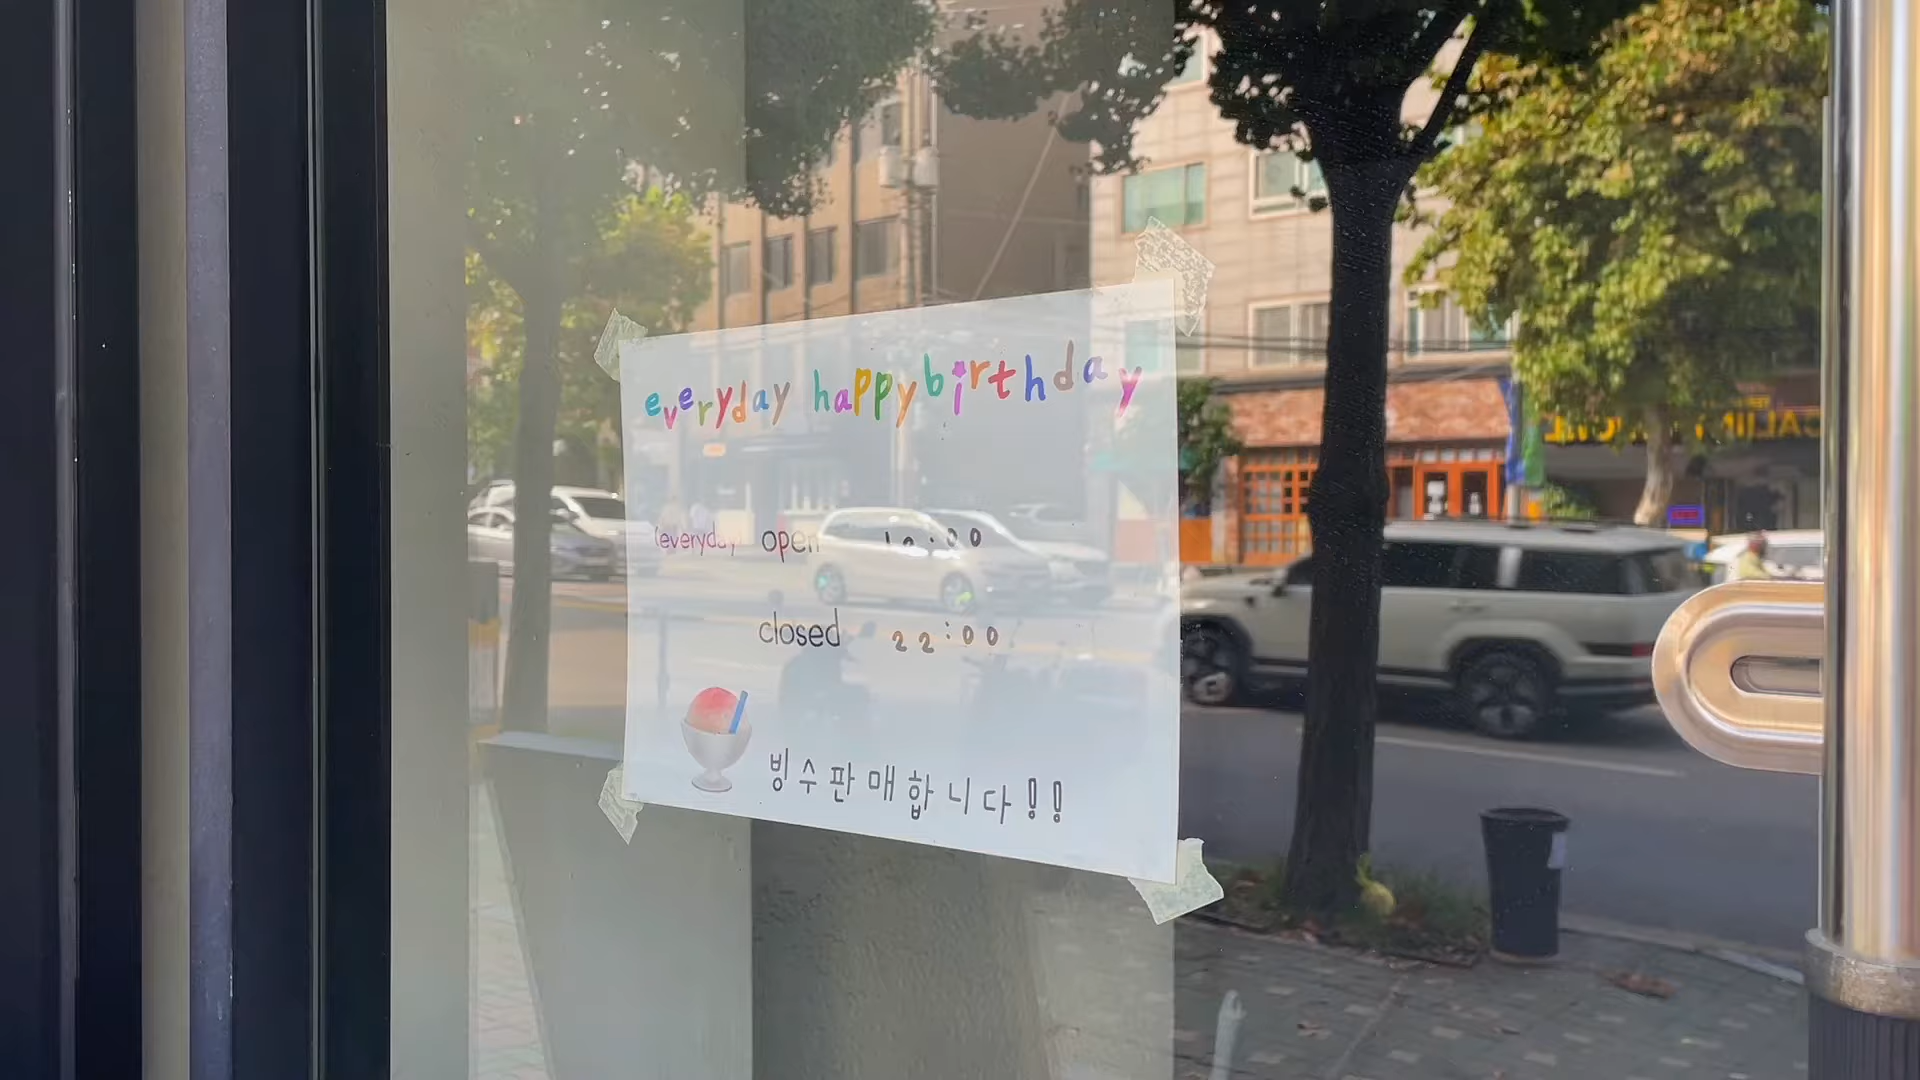 everyday happybirthday
(everyday) open
closed 22:00
빙수판매합니다!!